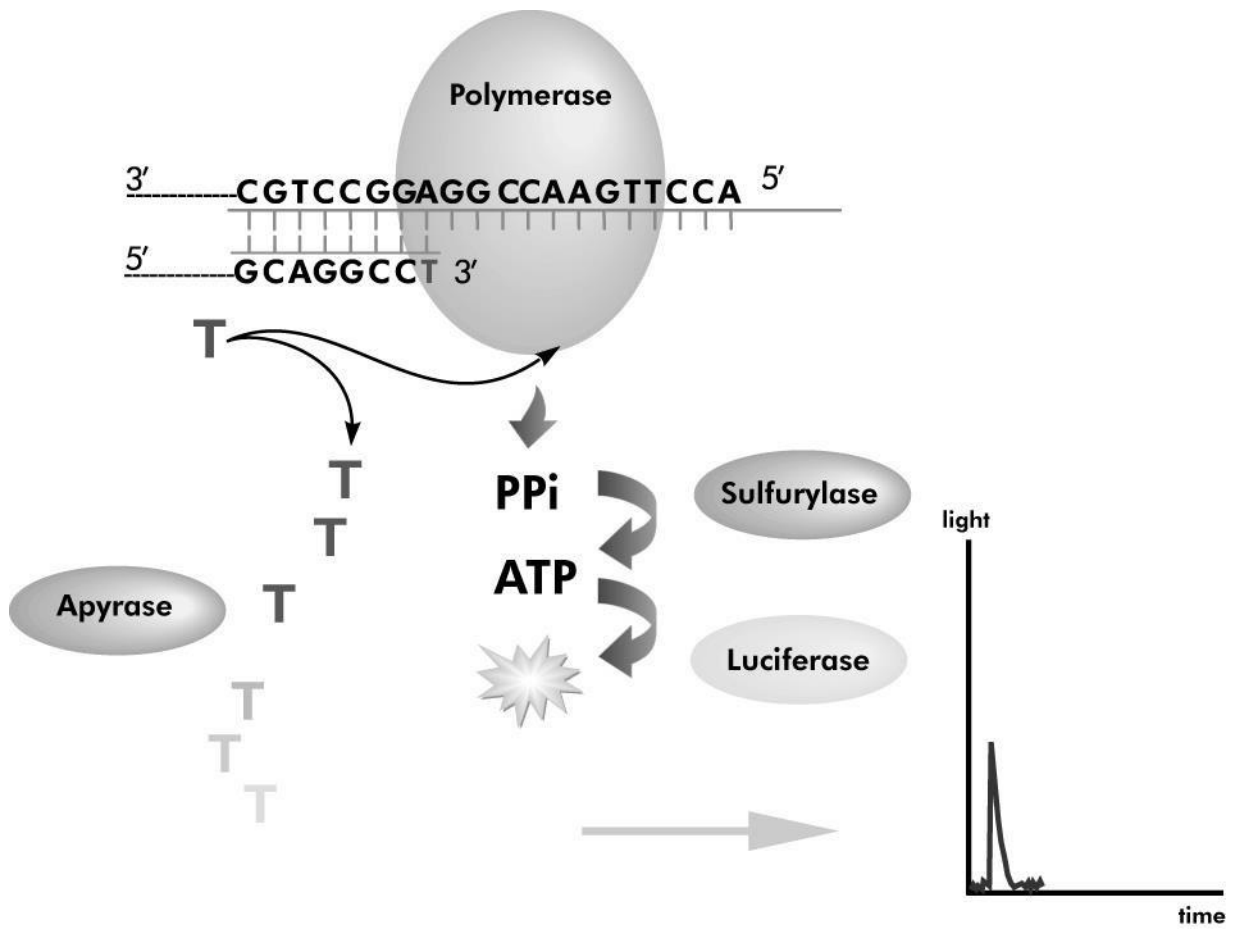 Polymerase
3′ CGTCCGGAGGCCAAGTTCCA 5′
5′ GCAGGCCT 3′
T
T
PPi
Sulfurylase
light
T
ATP
Apyrase
T
Luciferase
T
T
T
time